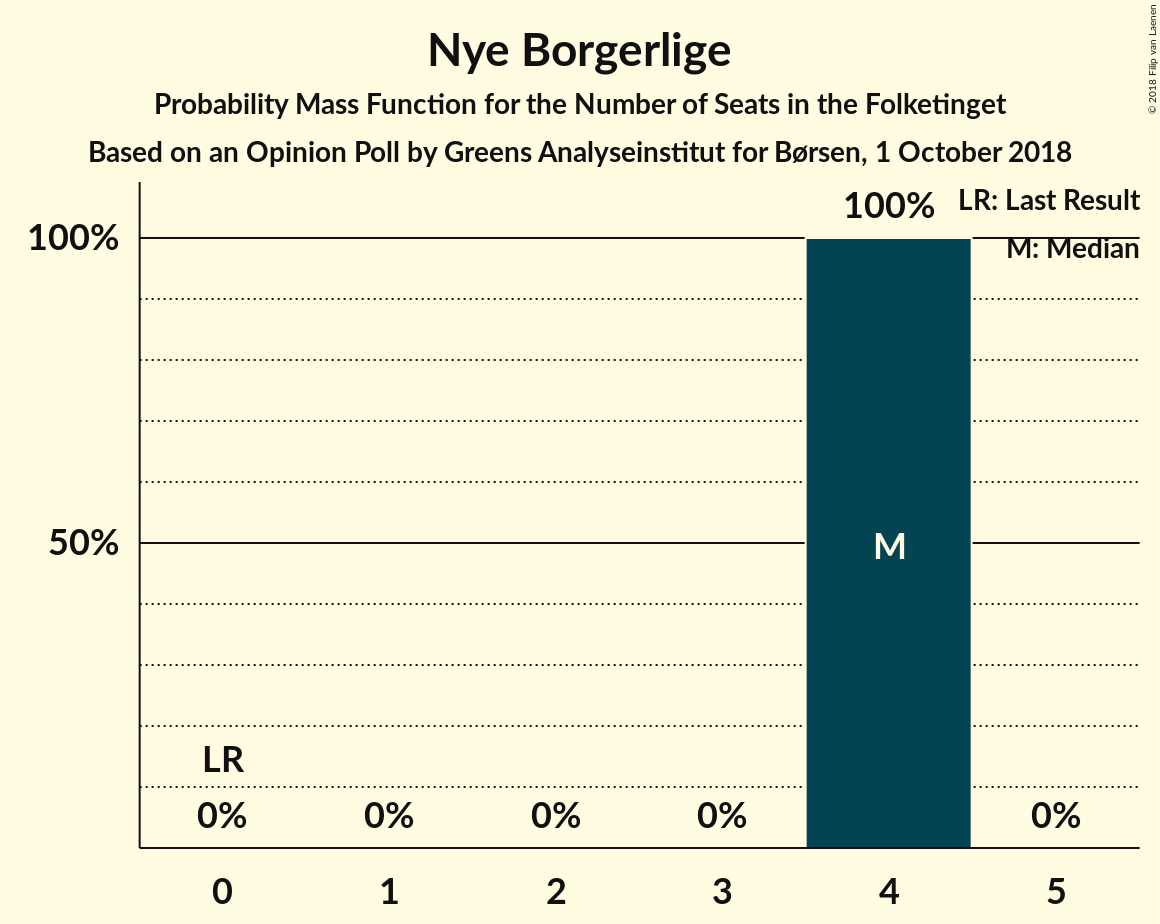 Nye Borgerlige
Probability Mass Function for the Number of Seats in the Folketinget
Based on an Opinion Poll by Greens Analyseinstitut for Børsen, 1 October 2018
© 2018 Filip van Laenen
LR: Last Result
M: Median
100%
100%
50%
M
LR
0%
0%
0%
0%
0%
0
1
2
3
4
5